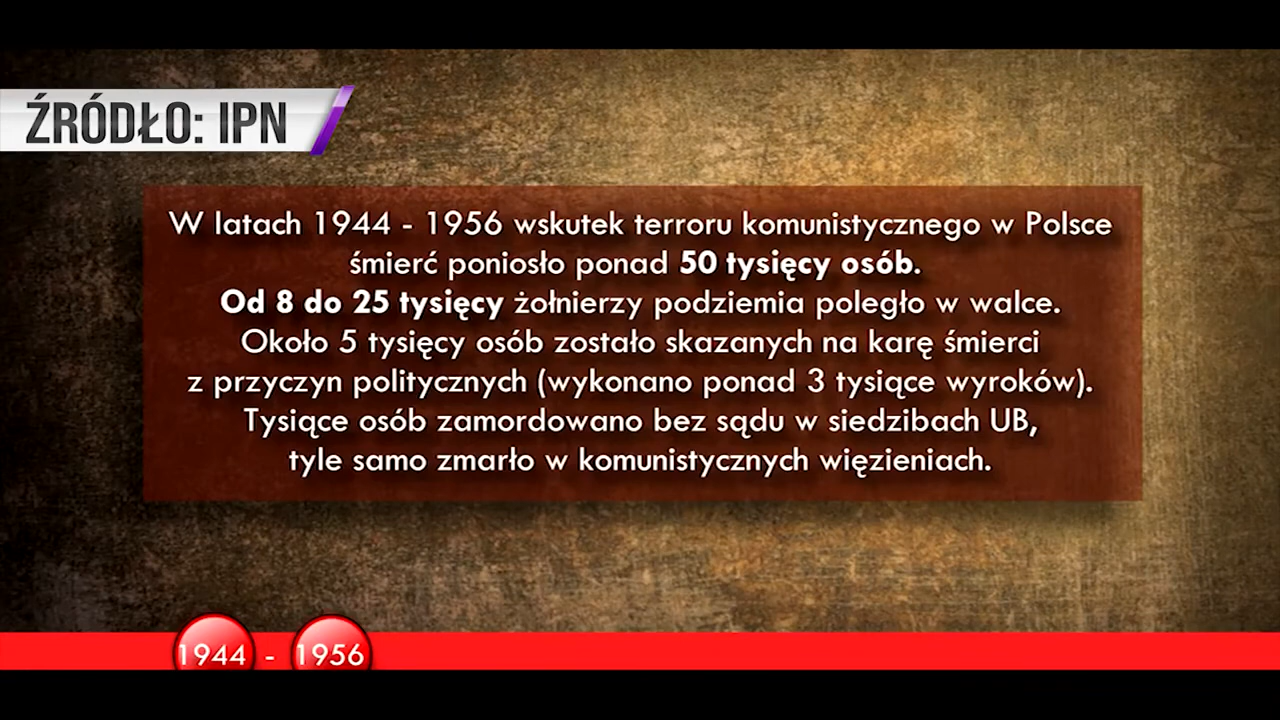 ŹRÓDŁO: IPN
W latach 1944 - 1956 wskutek terroru komunistycznego w Polsce
śmierć poniosło ponad 50 tysięcy osób.
Od 8 do 25 tysięcy żołnierzy podziemia poległo w walce.
Około 5 tysięcy osób zostało skazanych na karę śmierci
z przyczyn politycznych (wykonano ponad 3 tysiące wyroków).
Tysiące osób zamordowano bez sądu w siedzibach UB,
tyle samo zmarło w komunistycznych więzieniach.
1944 - 1956